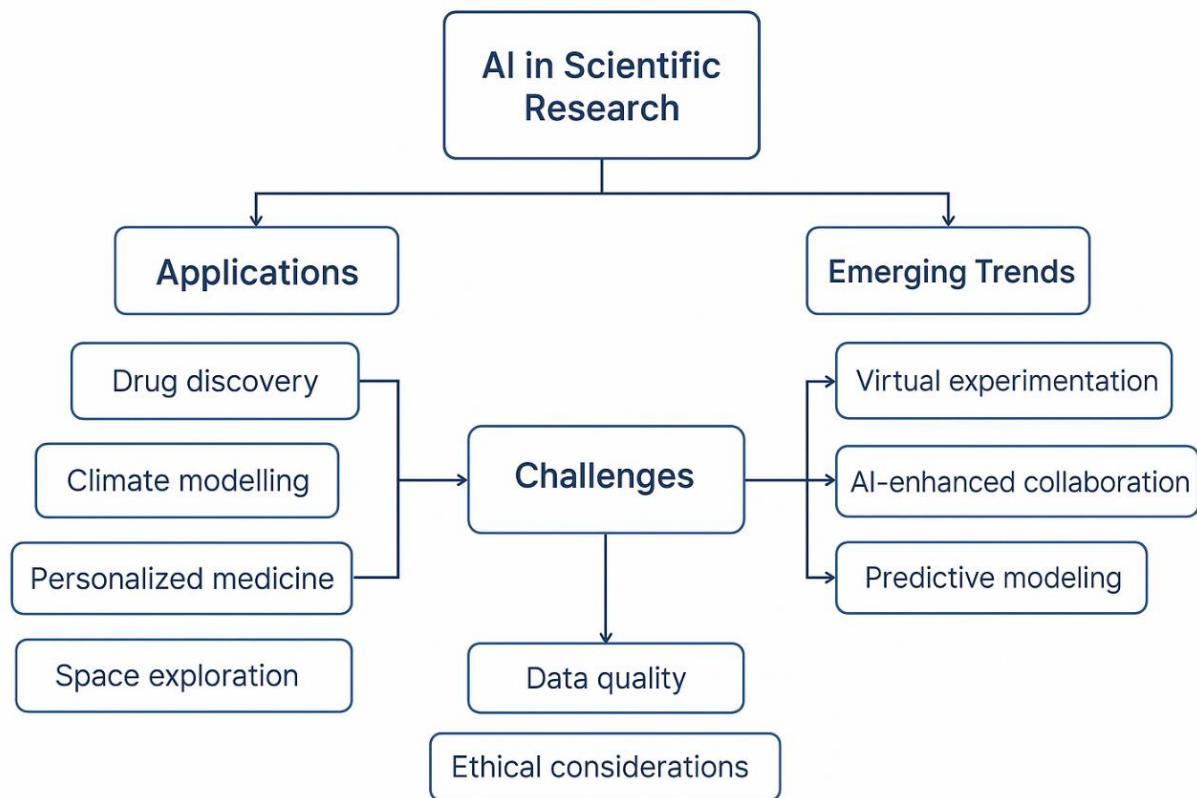 AI in Scientific
Research
Applications
Emerging Trends
Drug discovery
Climate modelling
Personalized medicine
Space exploration
Challenges
Data quality
Ethical considerations
Virtual experimentation
AI-enhanced collaboration
Predictive modeling